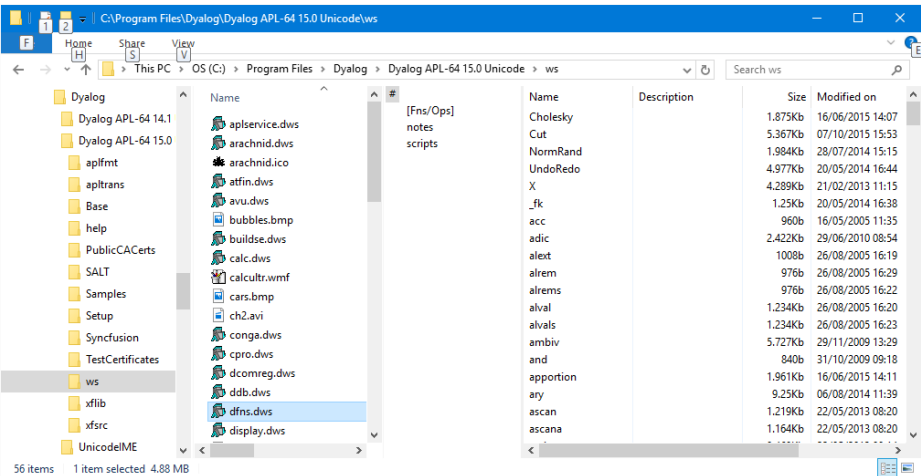 1 2 C:\Program Files\Dyalog\Dyalog APL-64 15.0 Unicode\ws
F Home Share View
H S V E
This PC > OS (C:) > Program Files > Dyalog > Dyalog APL-64 15.0 Unicode > ws Search ws
Dyalog
Dyalog APL-64 14.1
Dyalog APL-64 15.0
aplfmt
apltrans
Base
help
PublicCACerts
SALT
Samples
Setup
Syncfusion
TestCertificates
ws
xflib
xfsrc
UnicodeIME
Name
aplservice.dws
arachnid.dws
arachnid.ico
atfin.dws
avu.dws
bubbles.bmp
buildse.dws
calc.dws
calcultr.wmf
cars.bmp
ch2.avi
conga.dws
cpro.dws
dcomreg.dws
ddb.dws
dfns.dws
display.dws
#
[Fns/Ops]
notes
scripts
Name Description Size Modified on
Cholesky 1.875Kb 16/06/2015 14:07
Cut 5.367Kb 07/10/2015 15:53
NormRand 1.984Kb 28/07/2014 15:15
UndoRedo 4.977Kb 20/05/2014 16:44
X 4.289Kb 21/02/2013 11:15
_fk 1.25Kb 20/05/2014 16:38
acc 960b 16/05/2005 11:35
adic 2.422Kb 29/06/2010 08:54
alext 1008b 26/08/2005 16:19
alrem 976b 26/08/2005 16:29
alrems 976b 26/08/2005 16:22
alval 1.234Kb 26/08/2005 16:20
alvals 1.234Kb 26/08/2005 16:23
ambiv 5.727Kb 29/11/2009 13:29
and 840b 31/10/2009 09:18
apportion 1.961Kb 16/06/2015 14:11
ary 9.25Kb 06/08/2014 11:39
ascan 1.219Kb 22/05/2013 08:20
ascana 1.164Kb 22/05/2013 08:20
56 items 1 item selected 4.88 MB